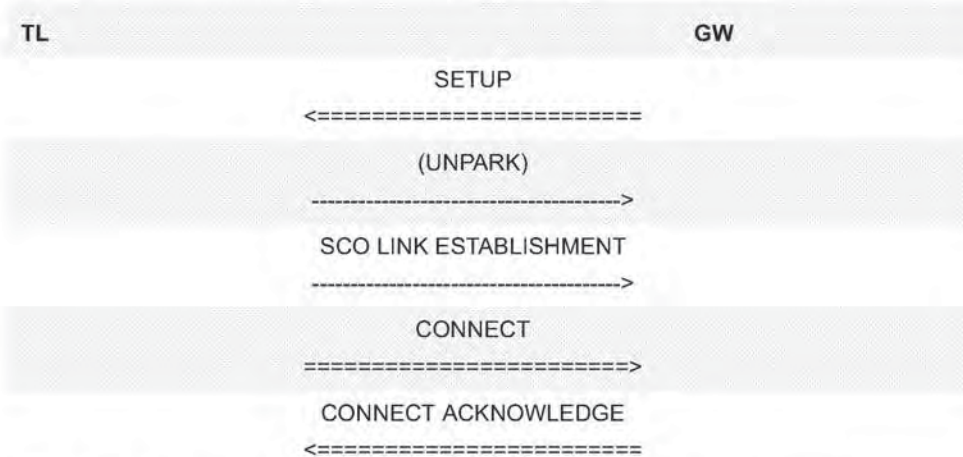 TL GW
SETUP
<========================
(UNPARK)
---------------------------------------->
SCO LINK ESTABLISHMENT
---------------------------------------->
CONNECT
========================>
CONNECT ACKNOWLEDGE
<========================